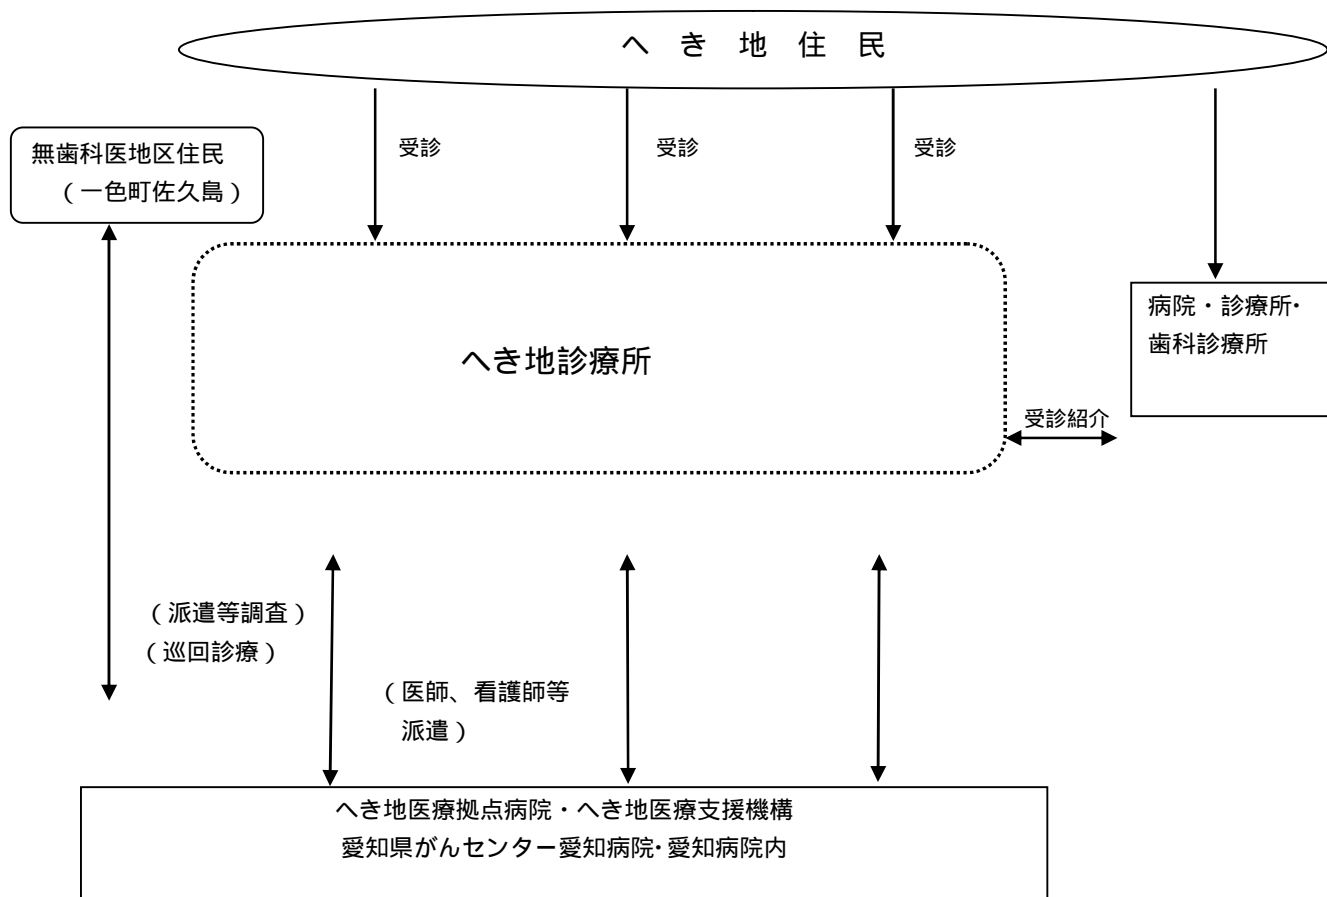 へ き 地 住 民
無歯科医地区住民
（一色町佐久島）
受診
受診
受診
病院・診療所・
歯科診療所
へき地診療所
受診紹介
（派遣等調査）
（巡回診療）
（医師、看護師等
派遣）
へき地医療拠点病院・へき地医療支援機構
愛知県がんセンター愛知病院・愛知病院内